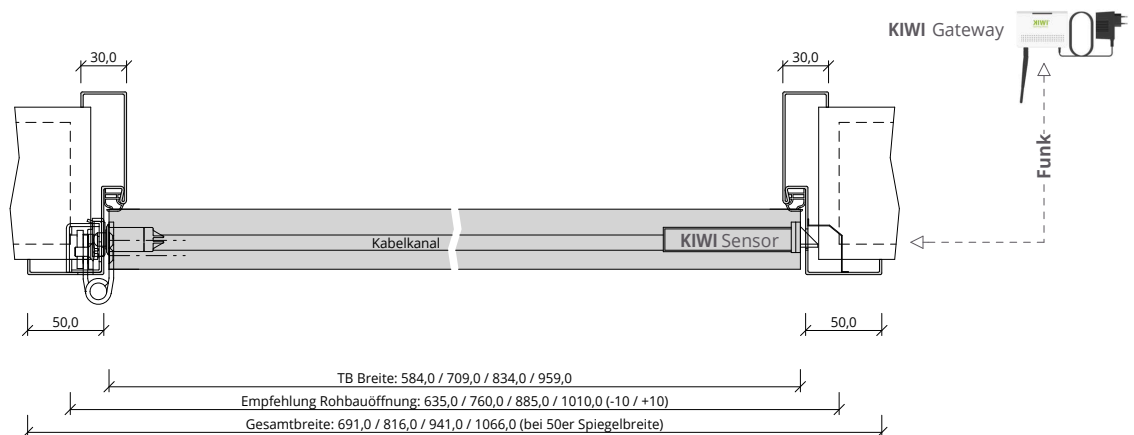 KIWI Gateway
KIWI
30,0
30,0
Funk
Kabelkanal
KIWI Sensor
50,0
50,0
TB Breite: 584,0 / 709,0 / 834,0 / 959,0
Empfehlung Rohbauöffnung: 635,0 / 760,0 / 885,0 / 1010,0 (-10 / +10)
Gesamtbreite: 691,0 / 816,0 / 941,0 / 1066,0 (bei 50er Spiegelbreite)